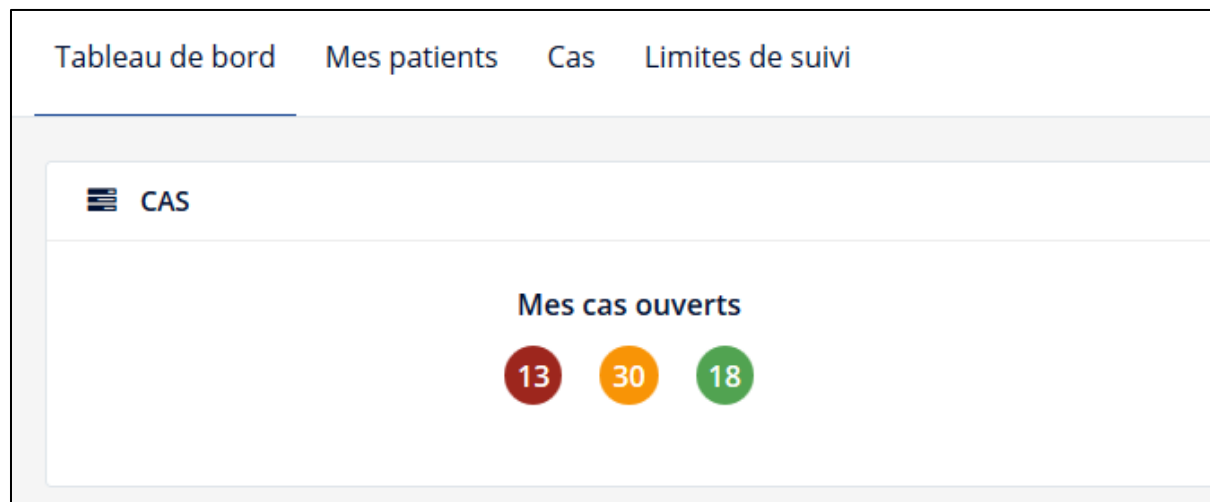 Tableau de bord Mes patients Cas Limites de suivi
CAS
Mes cas ouverts
13 30 18